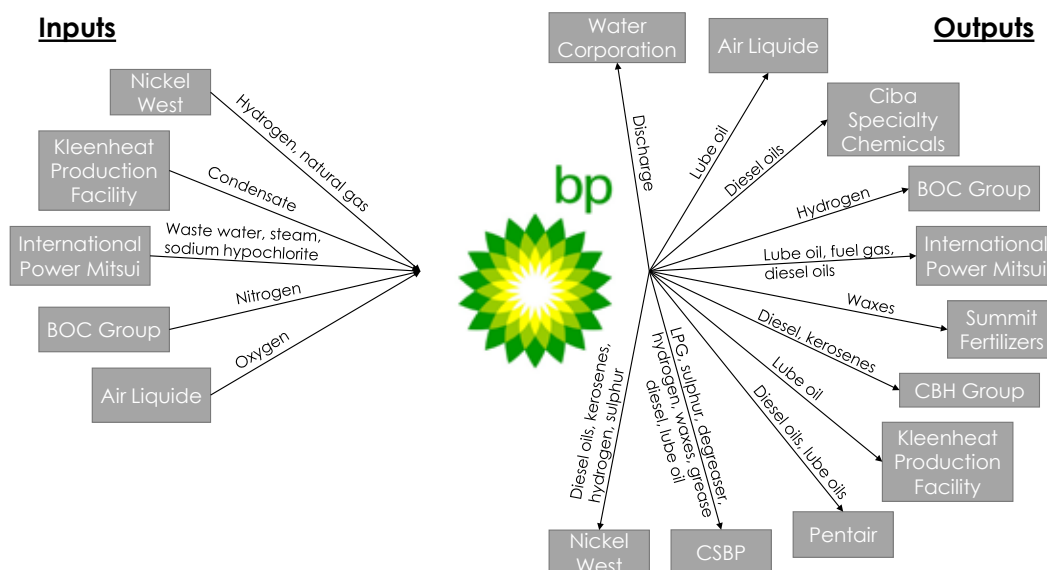 Inputs
Nickel
West
Hydrogen, natural gas
Kleenheat
Production
Facility
Condensate
International
Power Mitsui
Waste water, steam,
sodium hypochlorite
BOC Group
Nitrogen
Air Liquide
Oxygen
bp
Outputs
Water
Corporation
Discharge
Air Liquide
Lube oil
Ciba
Specialty
Chemicals
Diesel oils
BOC Group
Hydrogen
International
Power Mitsui
Lube oil, fuel gas,
diesel oils
Summit
Fertilizers
Waxes
CBH Group
Diesel, kerosenes
Kleenheat
Production
Facility
Lube oil
Pentair
Diesel oils, lube oils
CSBP
LPG, sulphur, degreaser,
hydrogen, waxes, grease
diesel, lube oil
Nickel
West
Diesel oils, kerosenes,
hydrogen, sulphur